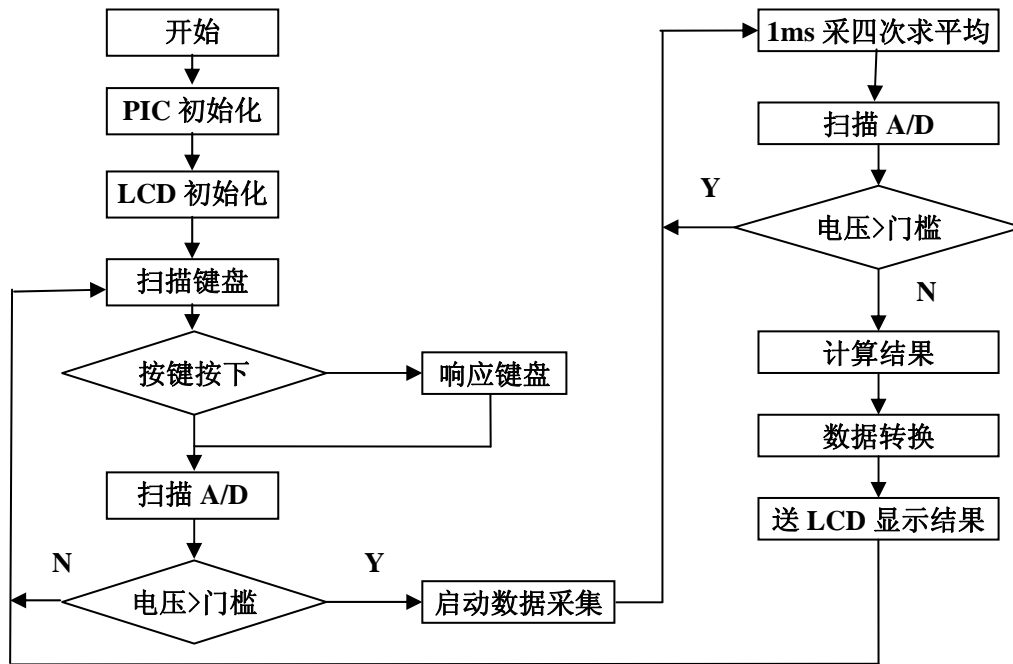 开始
PIC 初始化
LCD 初始化
扫描键盘
按键按下
响应键盘
扫描 A/D
N
Y
电压>门槛
启动数据采集
1ms 采四次求平均
扫描 A/D
Y
电压>门槛
N
计算结果
数据转换
送 LCD 显示结果